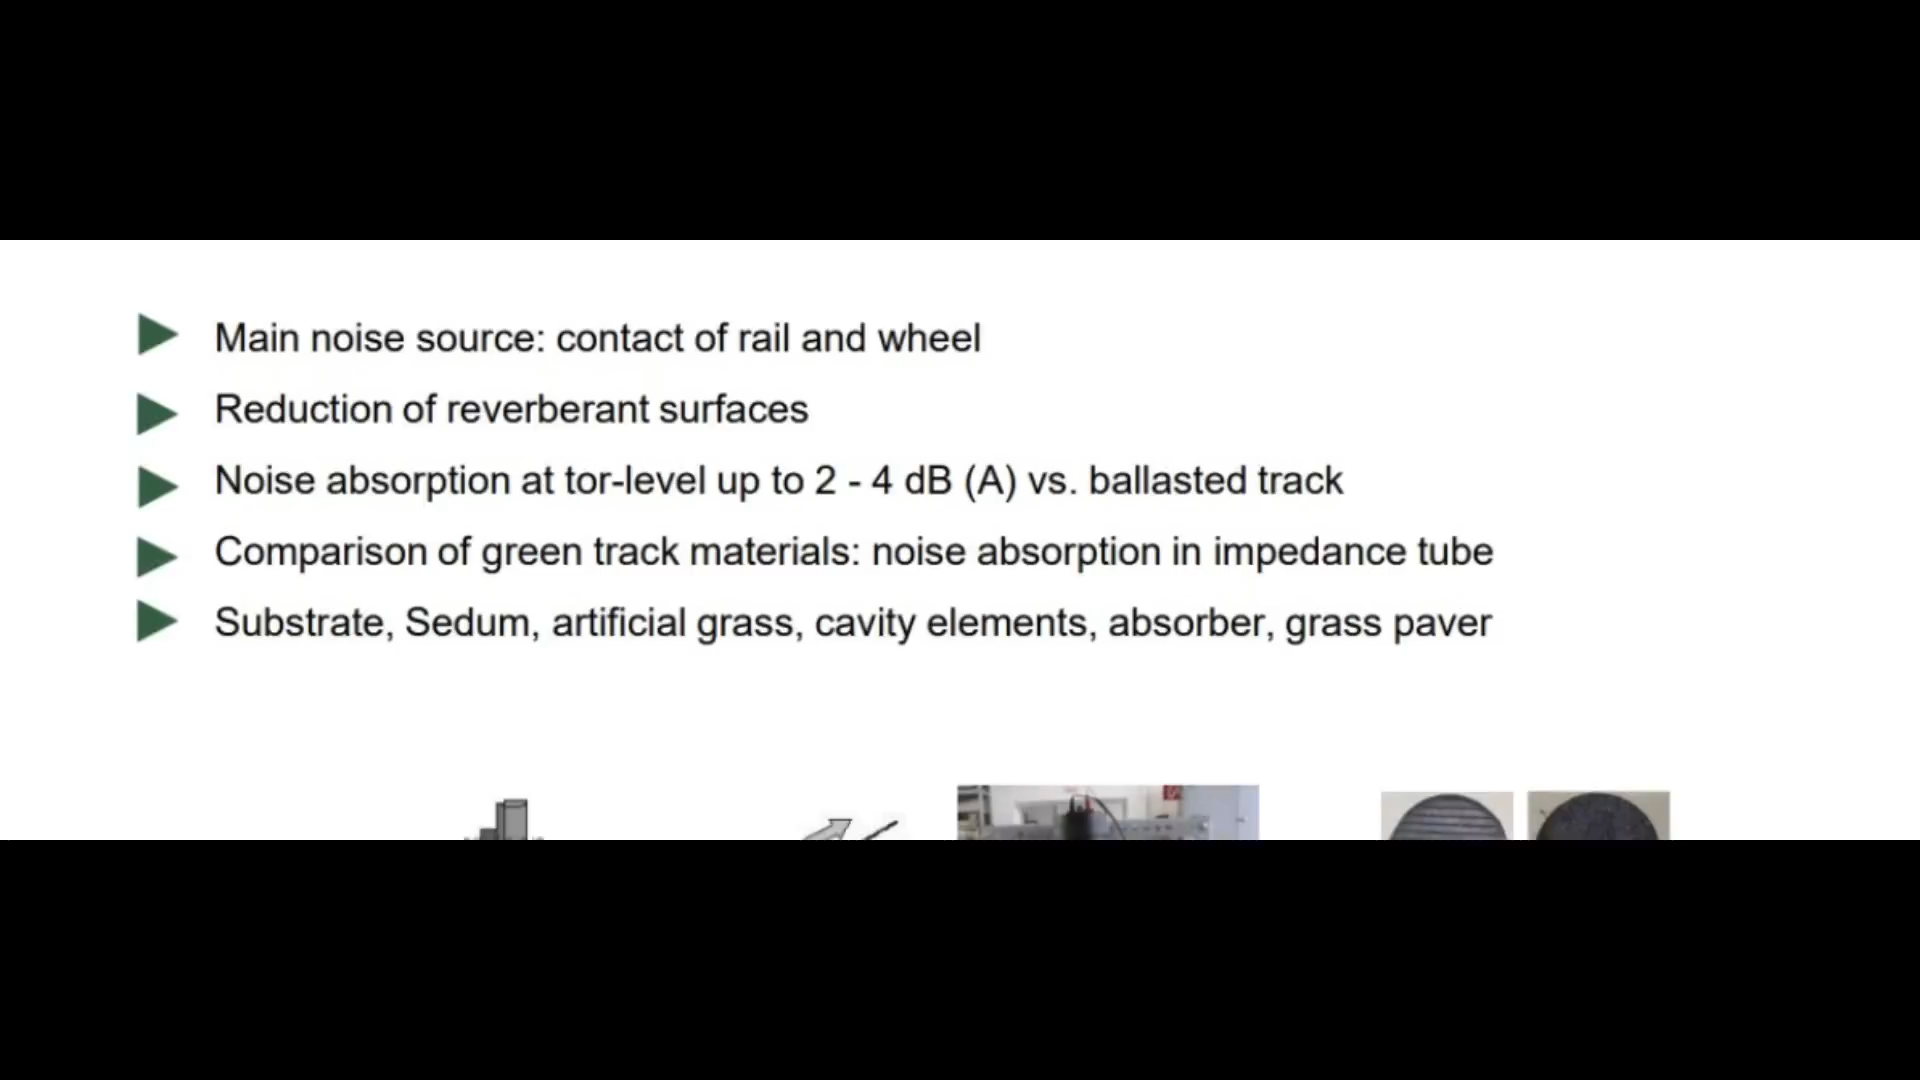 Main noise source: contact of rail and wheel
Reduction of reverberant surfaces
Noise absorption at tor-level up to 2 - 4 dB (A) vs. ballasted track
Comparison of green track materials: noise absorption in impedance tube
Substrate, Sedum, artificial grass, cavity elements, absorber, grass paver